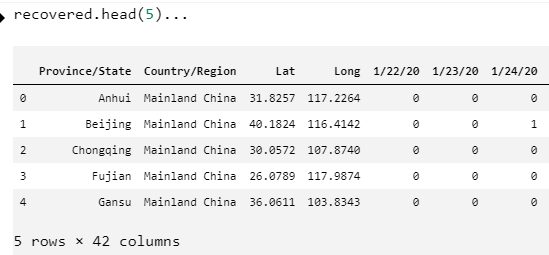 recovered.head(5)...
Province/State Country/Region Lat Long 1/22/20 1/23/20 1/24/20
0 Anhui Mainland China 31.8257 117.2264 0 0 0
1 Beijing Mainland China 40.1824 116.4142 0 0 1
2 Chongqing Mainland China 30.0572 107.8740 0 0 0
3 Fujian Mainland China 26.0789 117.9874 0 0 0
4 Gansu Mainland China 36.0611 103.8343 0 0 0
5 rows × 42 columns